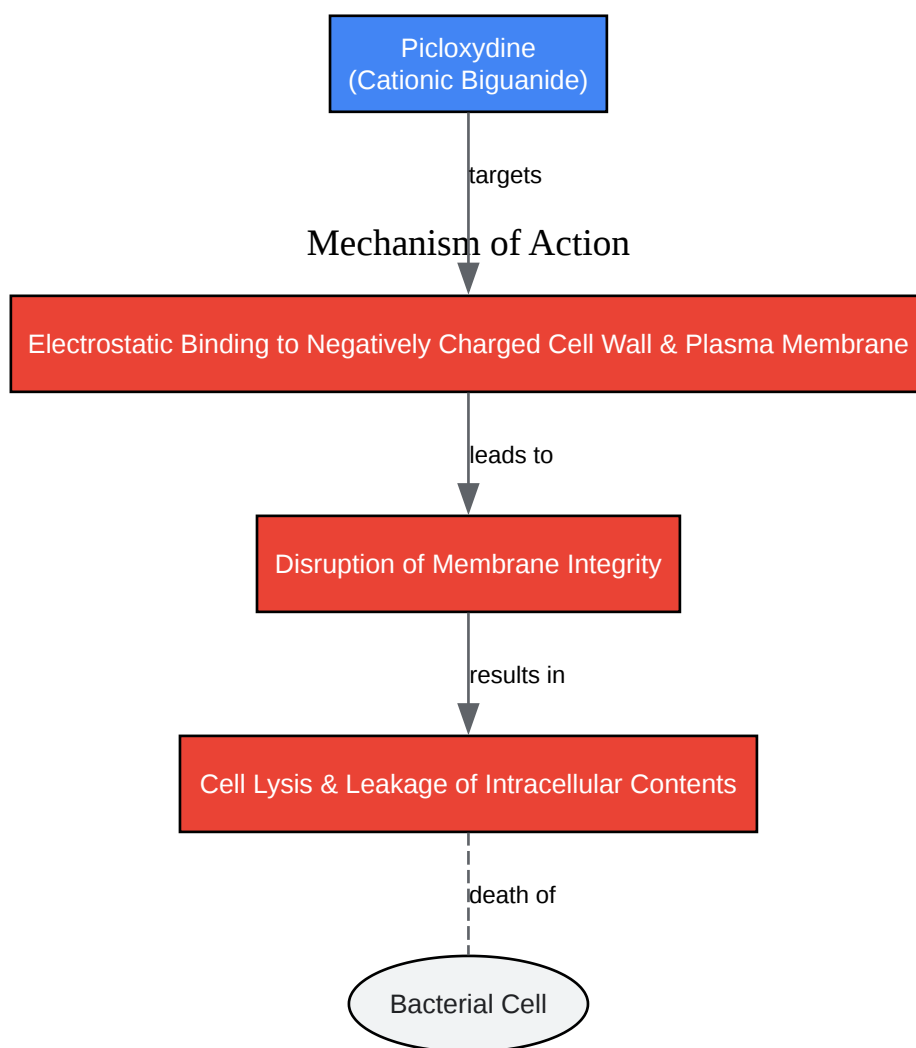 Picloxydine
(Cationic Biguanide)
targets
Mechanism of Action
Electrostatic Binding to Negatively Charged Cell Wall & Plasma Membrane
leads to
Disruption of Membrane Integrity
results in
Cell Lysis & Leakage of Intracellular Contents
death of
Bacterial Cell